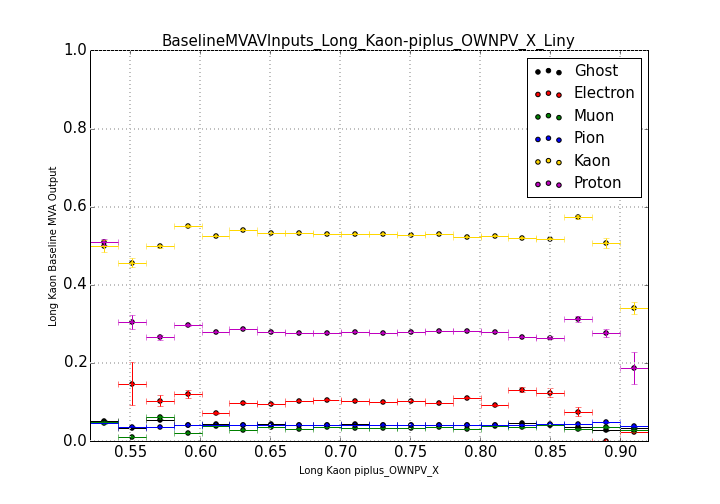 BaselineMVAVInputs_Long_Kaon-piplus_OWNPV_X_Liny
1.0
0.8
0.6
0.4
0.2
0.0
Long Kaon Baseline MVA Output
Ghost
Electron
Muon
Pion
Kaon
Proton
0.55 0.60 0.65 0.70 0.75 0.80 0.85 0.90
Long Kaon piplus_OWNPV_X